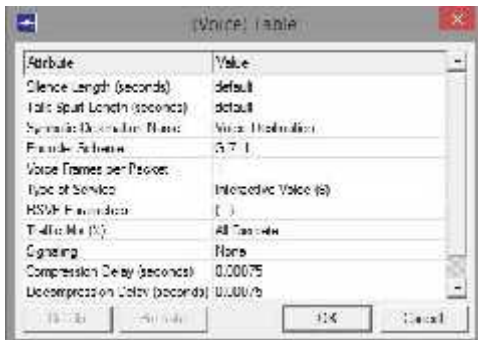 (Voice) Table
Attribute Value
Silence Length (seconds) default
Talk Spurt Length (seconds) default
Symbolic Destination Name Voice Destination
Encoder Scheme
Voice Frames per Packet
Type of Service Interactive Voice (6)
RSVP Parameters
Traffic Mix (%) All Discrete
Signaling None
Compression Delay (seconds) 0.00075
Decompression Delay (seconds) 0.00075
OK Cancel